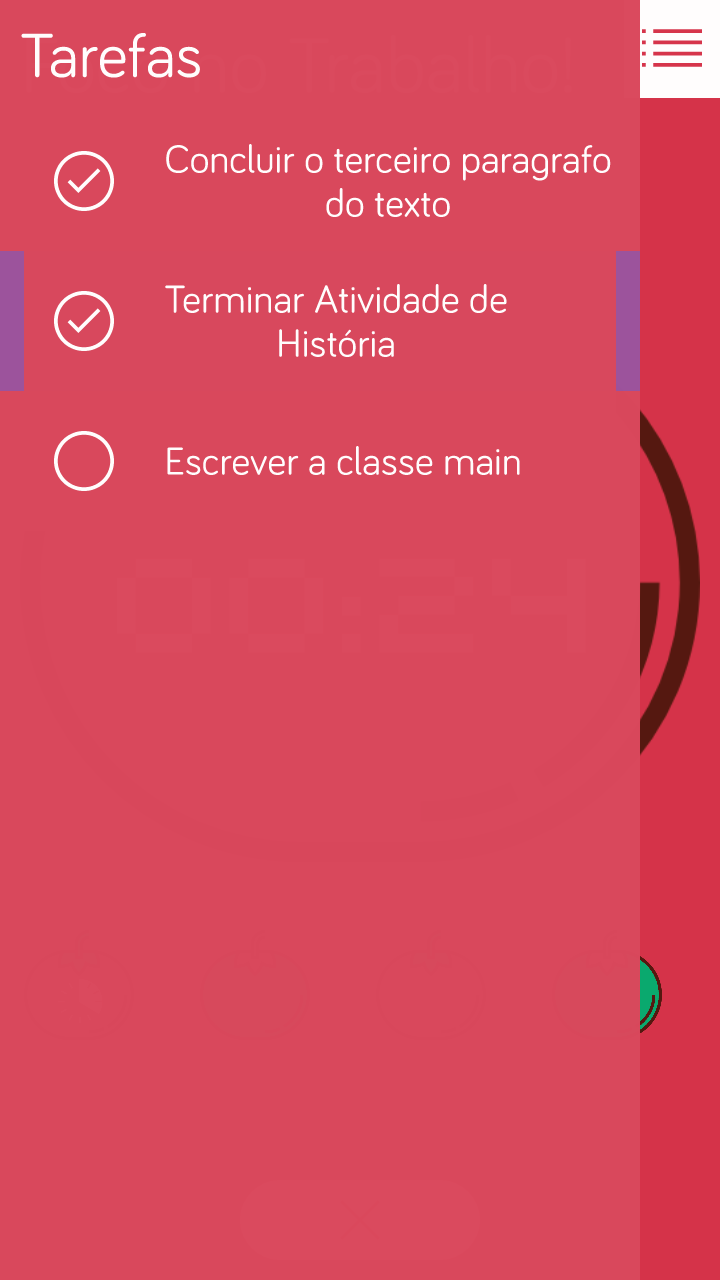 Tarefas
Concluir o terceiro paragrafo
do texto
Terminar Atividade de
História
Escrever a classe main